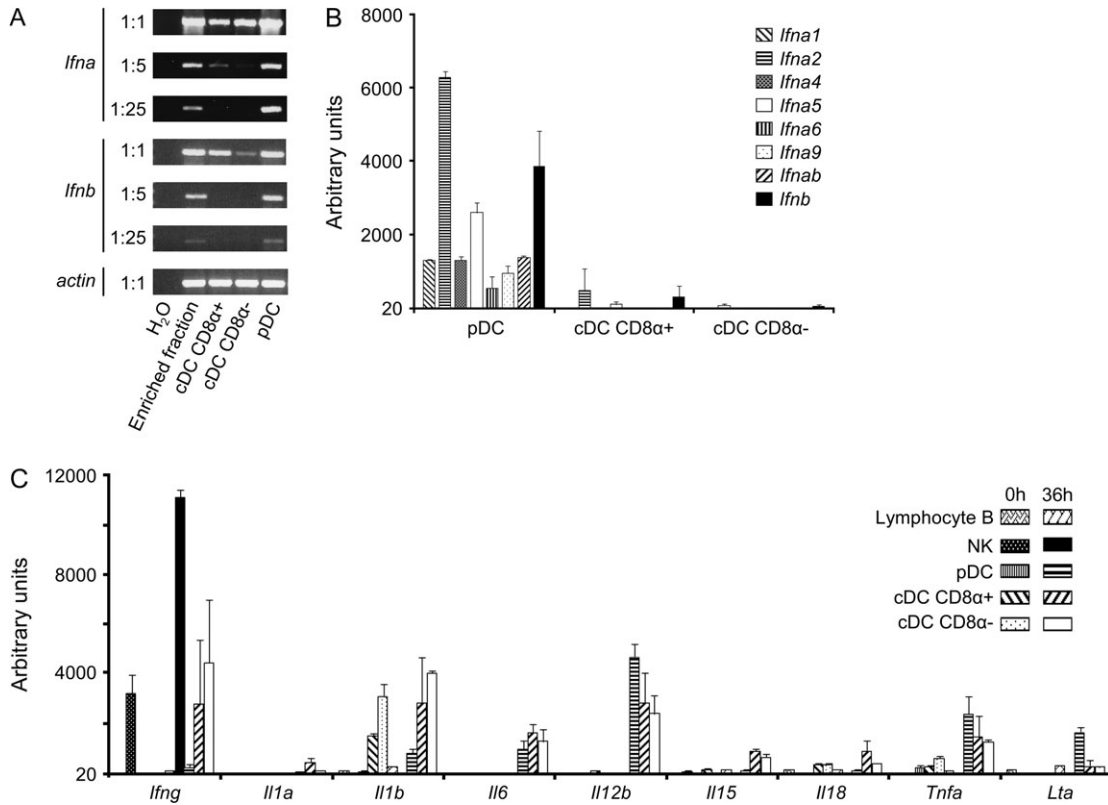 A
Ifna
1:1
1:5
1:25
Ifnb
1:1
1:5
1:25
actin
1:1
H2O
Enriched fraction
cDC CD8α+
cDC CD8α-
pDC
B
Arbitrary units
8000
6000
4000
2000
20
pDC
cDC CD8α+
cDC CD8α-
Ifna1
Ifna2
Ifna4
Ifna5
Ifna6
Ifna9
Ifnab
Ifnb
C
Arbitrary units
12000
8000
4000
20
Ifng
Il1a
Il1b
Il6
Il12b
Il15
Il18
Tnfa
Lta
0h 36h
Lymphocyte B
NK
pDC
cDC CD8α+
cDC CD8α-